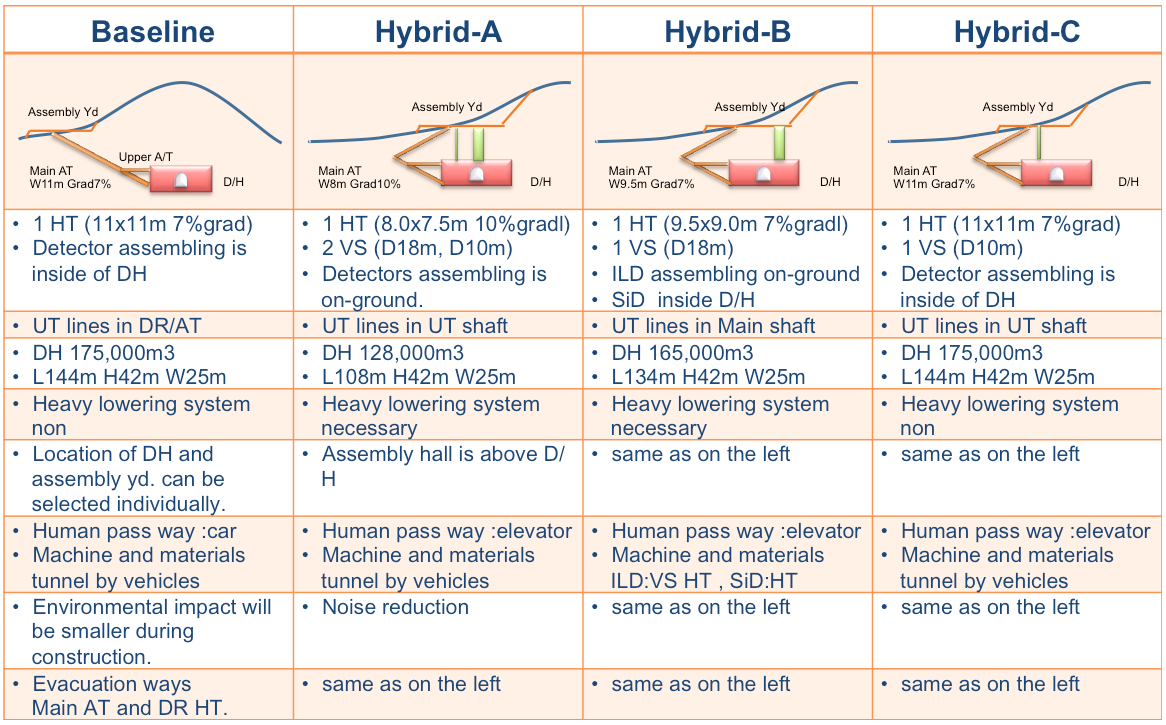 Baseline
Hybrid-A
Hybrid-B
Hybrid-C
Assembly Yd
Upper A/T
Main AT
W11m Grad7%
D/H
Assembly Yd
Main AT
W8m Grad10%
D/H
Assembly Yd
Main AT
W9.5m Grad7%
D/H
Assembly Yd
Main AT
W11m Grad7%
D/H
• 1 HT (11x11m 7%grad)
• Detector assembling is
inside of DH
• 1 HT (8.0x7.5m 10%gradl)
• 2 VS (D18m, D10m)
• Detectors assembling is
on-ground.
• 1 HT (9.5x9.0m 7%gradl)
• 1 VS (D18m)
• ILD assembling on-ground
• SiD  inside D/H
• 1 HT (11x11m 7%grad)
• 1 VS (D10m)
• Detector assembling is
inside of DH
• UT lines in DR/AT
• UT lines in UT shaft
• UT lines in Main shaft
• UT lines in UT shaft
• DH 175,000m3
• L144m H42m W25m
• DH 128,000m3
• L108m H42m W25m
• DH 165,000m3
• L134m H42m W25m
• DH 175,000m3
• L144m H42m W25m
• Heavy lowering system
non
• Heavy lowering system
necessary
• Heavy lowering system
necessary
• Heavy lowering system
non
• Location of DH and
assembly yd. can be
selected individually.
• Assembly hall is above D/
H
• same as on the left
• same as on the left
• Human pass way :car
• Machine and materials
tunnel by vehicles
• Human pass way :elevator
• Machine and materials
tunnel by vehicles
• Human pass way :elevator
• Machine and materials
ILD:VS HT , SiD:HT
• Human pass way :elevator
• Machine and materials
tunnel by vehicles
• Environmental impact will
be smaller during
construction.
• Noise reduction
• same as on the left
• same as on the left
• Evacuation ways
Main AT and DR HT.
• same as on the left
• same as on the left
• same as on the left